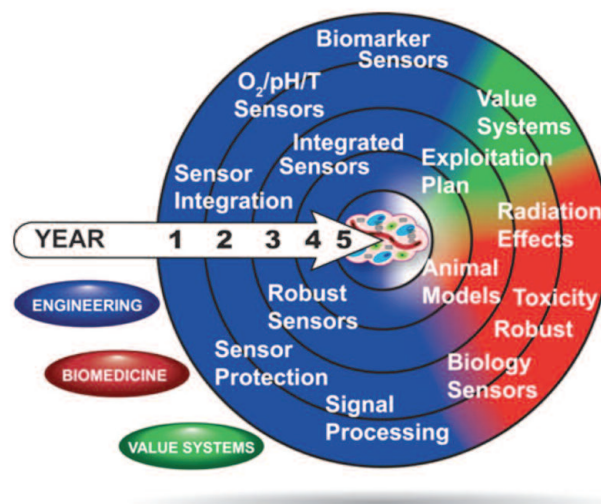 Biomarker
Sensors
O₂/pH/T
Sensors
Value
Systems
Integrated
Sensors
Exploitation
Plan
Sensor
Integration
Radiation
Effects
YEAR 1 2 3 4 5
Animal
Models
Toxicity
ENGINEERING
Robust
Sensors
Robust
Biology
Sensors
Sensor
Protection
BIOMEDICINE
Signal
Processing
VALUE SYSTEMS